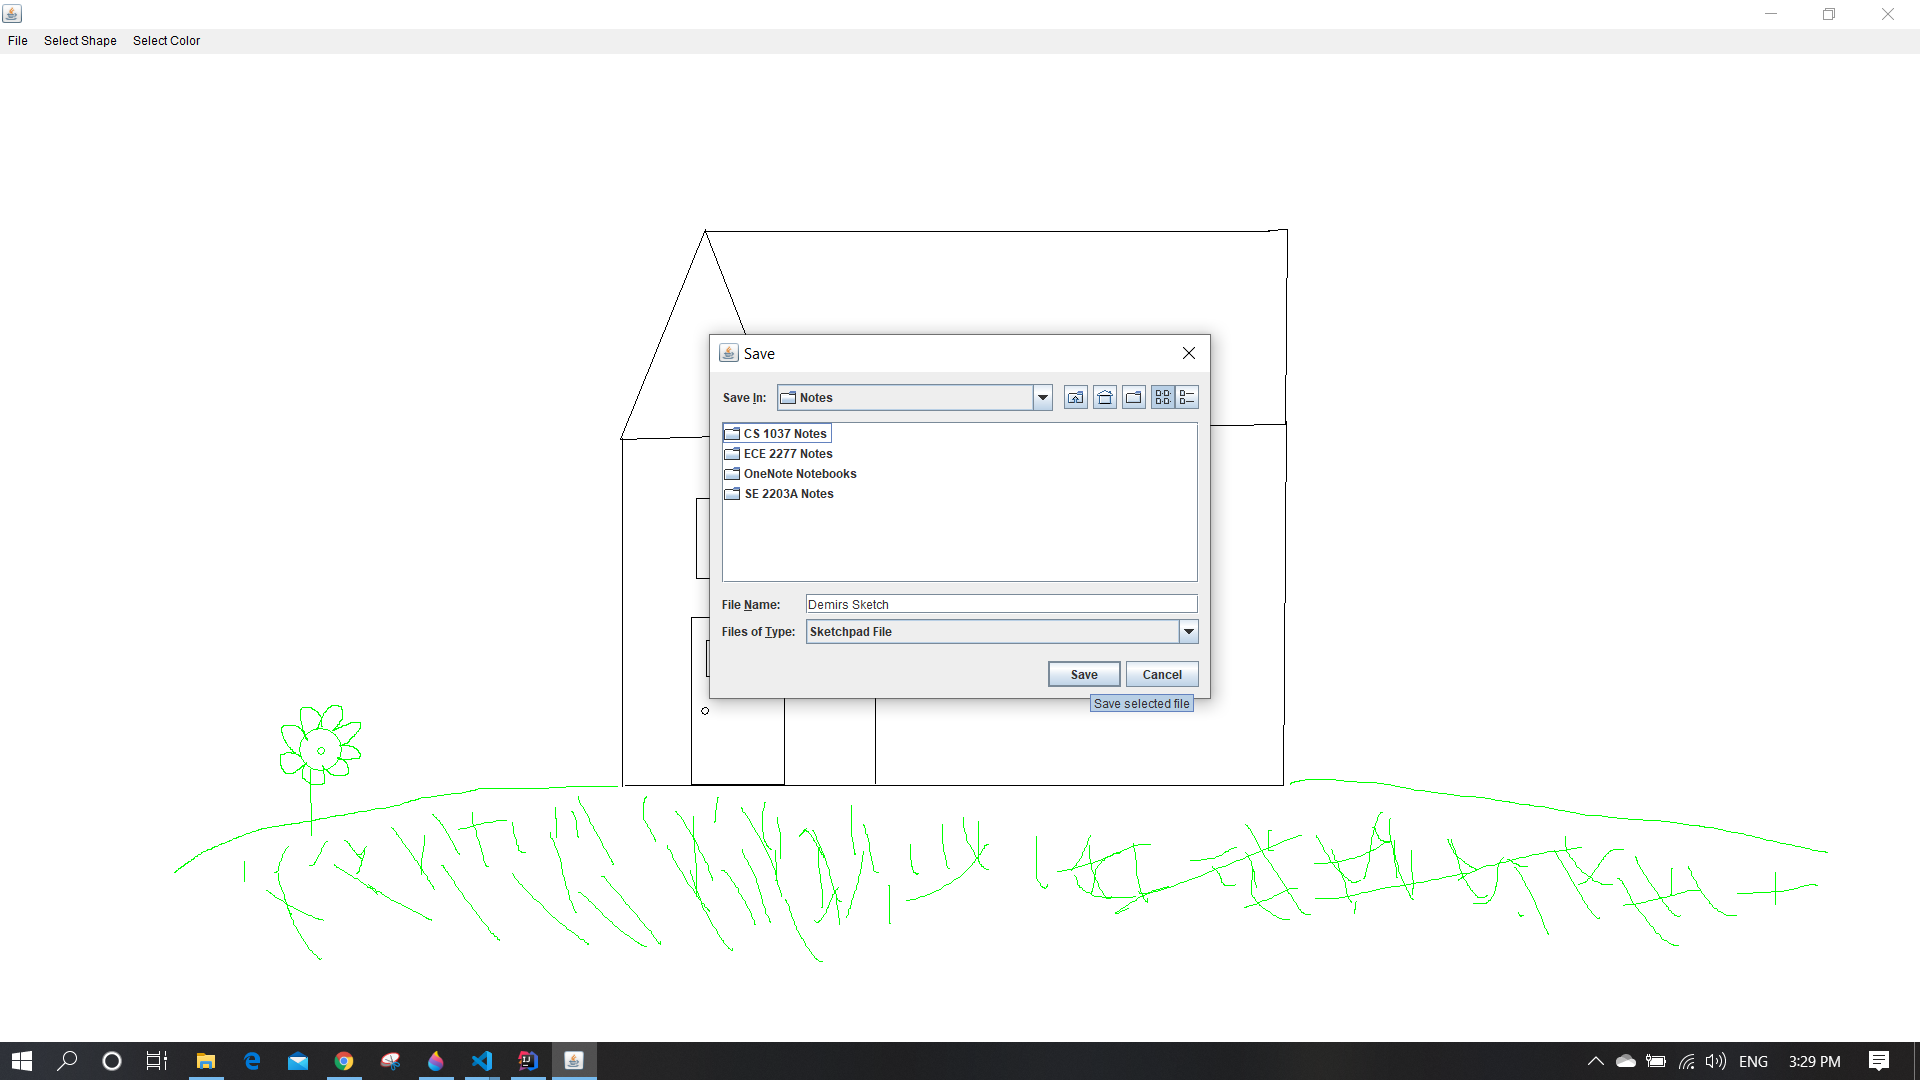 File Select Shape Select Color
Save
Save In: Notes
CS 1037 Notes
ECE 2277 Notes
OneNote Notebooks
SE 2203A Notes
File Name: Demirs Sketch
Files of Type: Sketchpad File
Save Cancel
Save selected file
ENG 3:29 PM